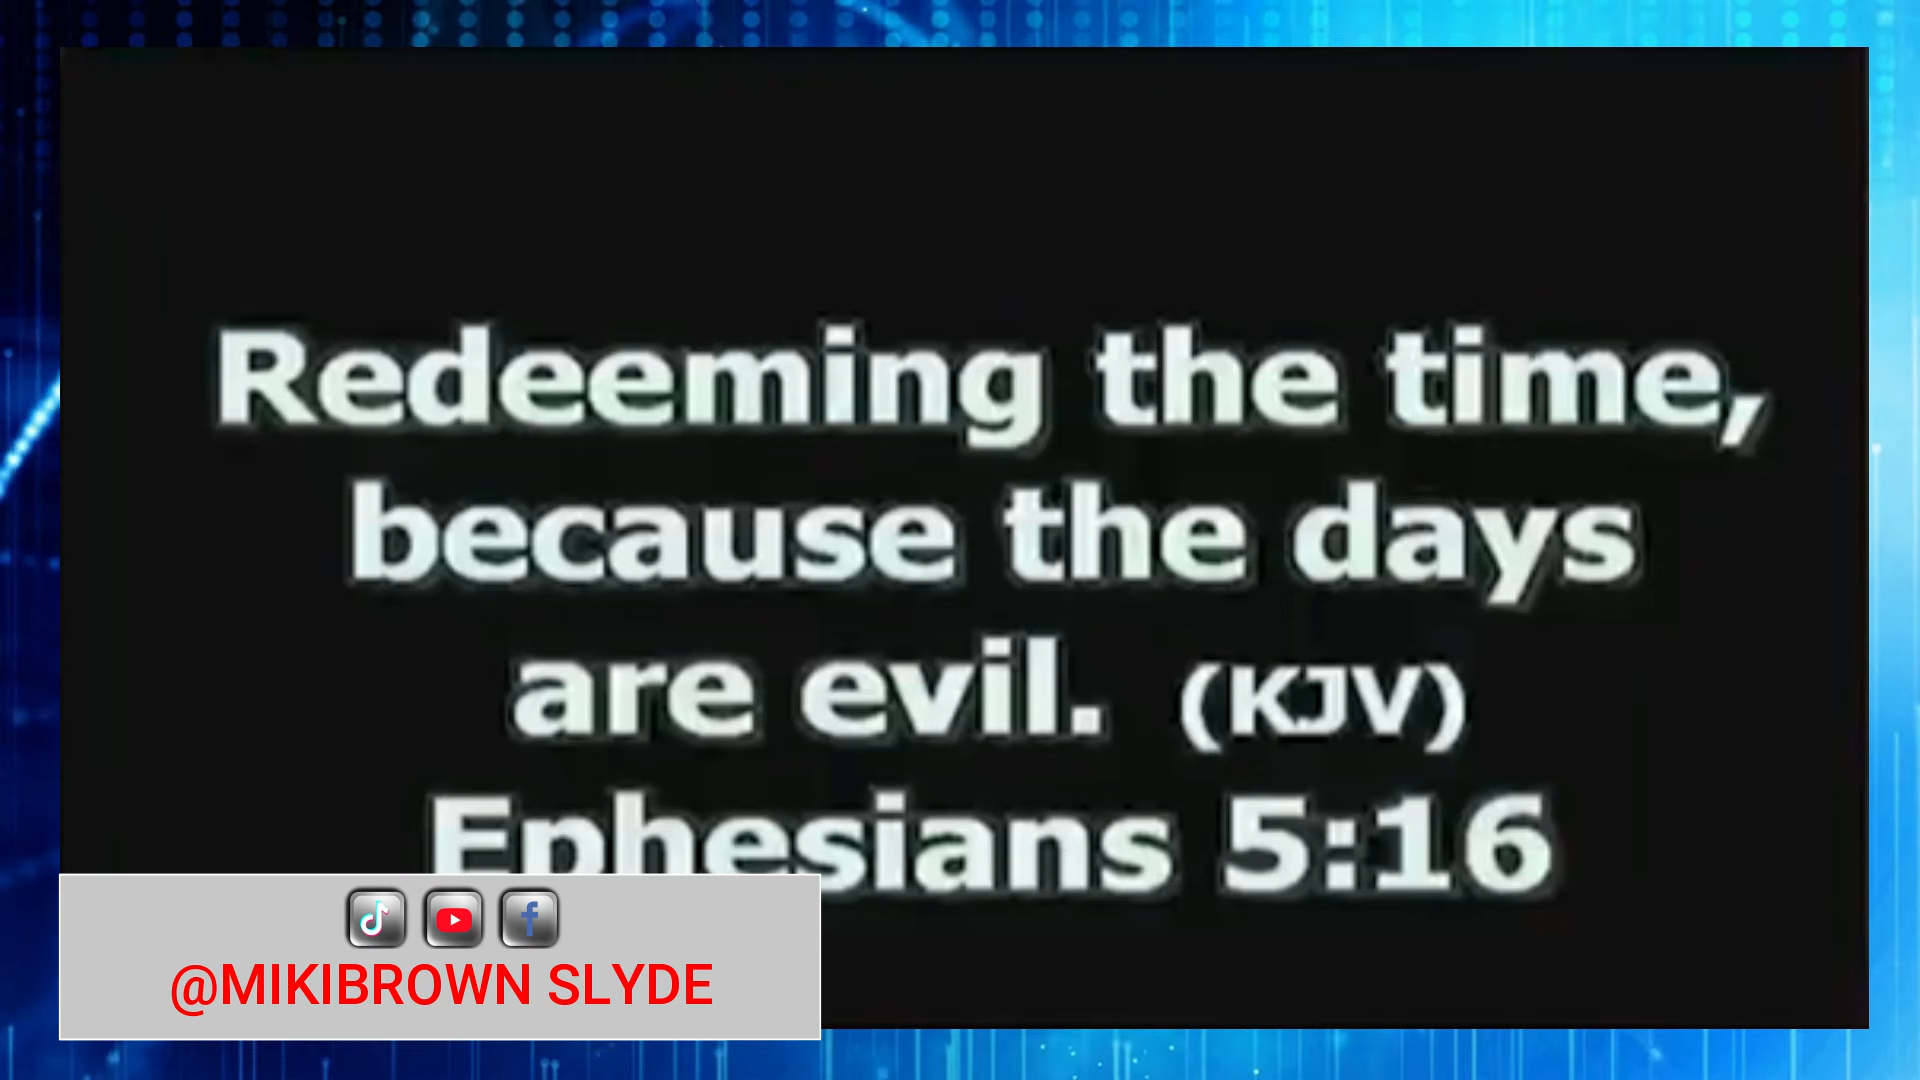 Redeeming the time,
because the days
are evil. (KJV)
Ephesians 5:16
@MIKIBROWN SLYDE